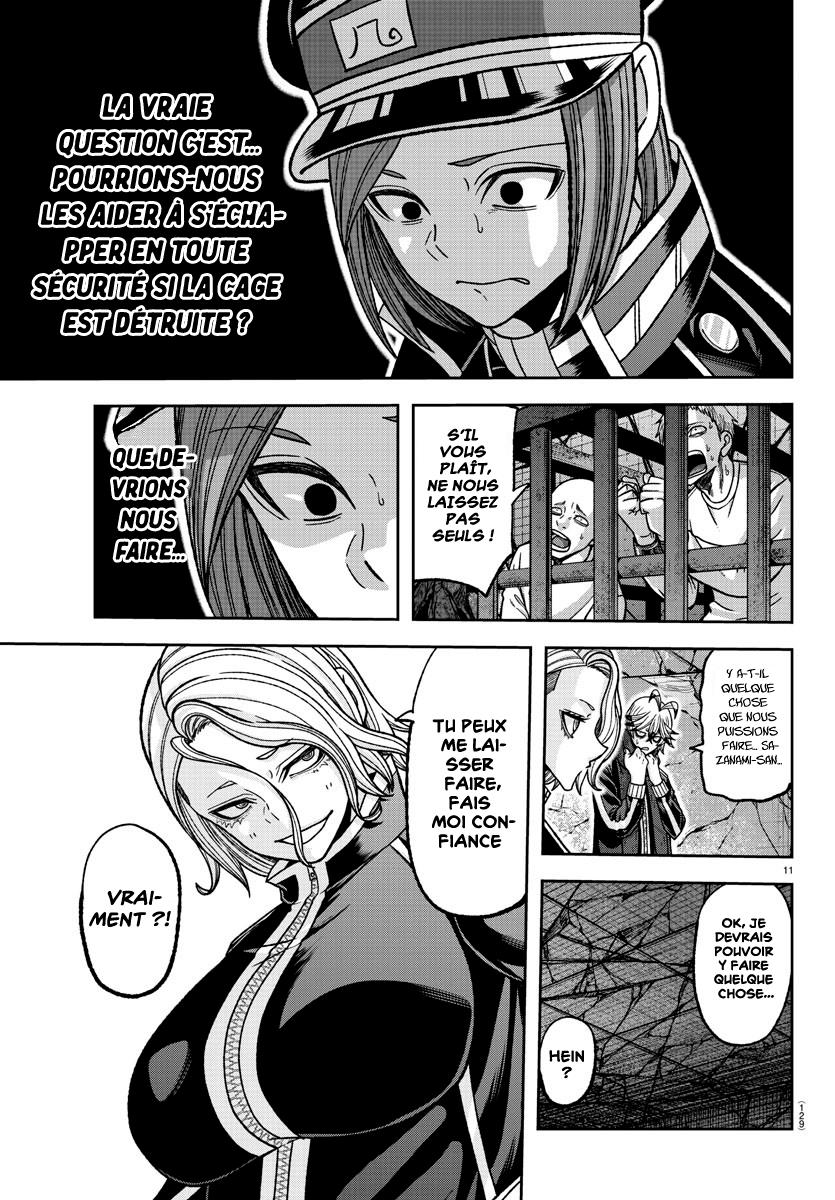 八
LA VRAIE
QUESTION C'EST...
POURRIONS-NOUS
LES AIDER À S'ÉCHA-
PPER EN TOUTE
SÉCURITÉ SI LA CAGE
EST DÉTRUITE ?
S'IL
VOUS
PLAÎT,
NE NOUS
LAISSEZ
PAS
SEULS !
QUE DE-
VRIONS
NOUS
FAIRE...
Y A-T-IL
QUELQUE
CHOSE
QUE NOUS
PUISSIONS
FAIRE... SA-
ZANAMI-SAN...
11
OK, JE
DEVRAIS
POUVOIR
Y FAIRE
QUELQUE
CHOSE...
HEIN
?
(129)
TU PEUX
ME LAI-
SSER
FAIRE,
FAIS
MOI CON-
FIANCE
VRAI-
MENT ?!